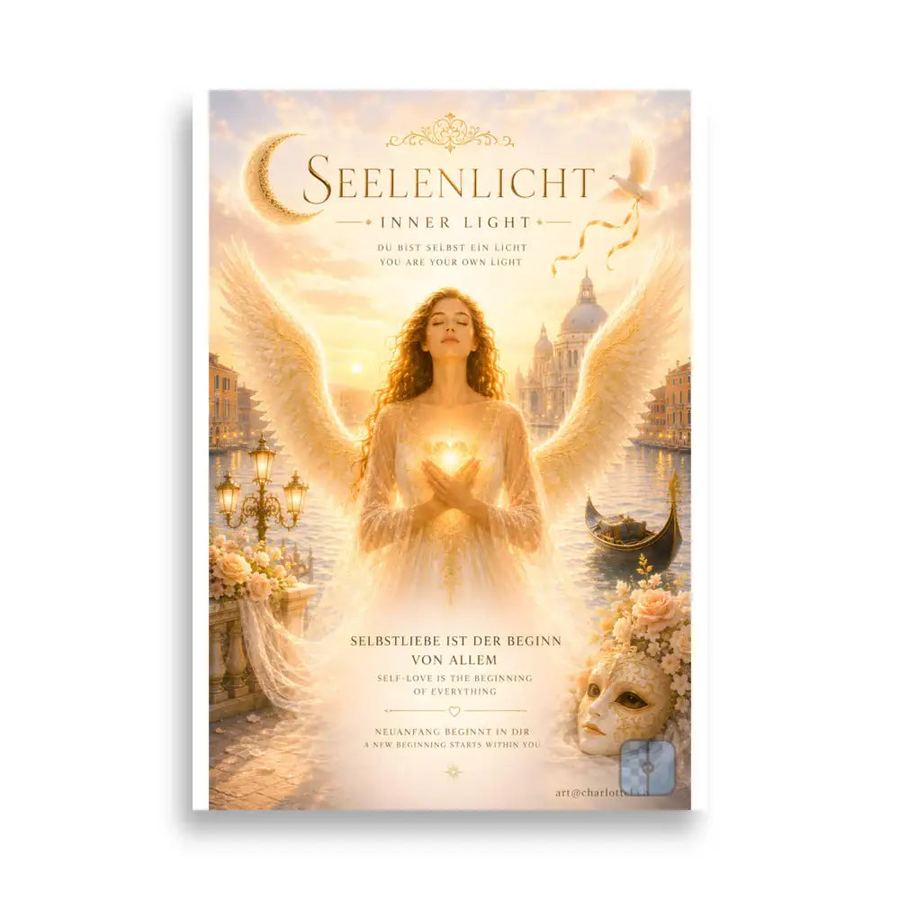 SEELENLICHT
INNER LIGHT
DU BIST SELBST EIN LICHT
YOU ARE YOUR OWN LIGHT
SELBSTLIEBE IST DER BEGINN
VON ALLEM
SELF-LOVE IS THE BEGINNING
OF EVERYTHING
NEUANFANG BEGINNT IN DIR
A NEW BEGINNING STARTS WITHIN YOU